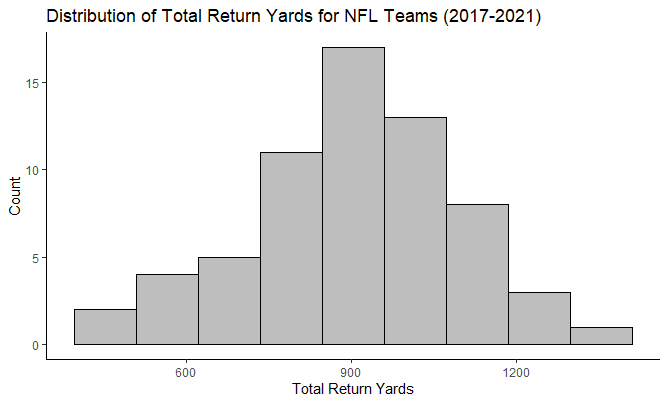 Distribution of Total Return Yards for NFL Teams (2017-2021)
15
10
5
0
Count
600 900 1200
Total Return Yards